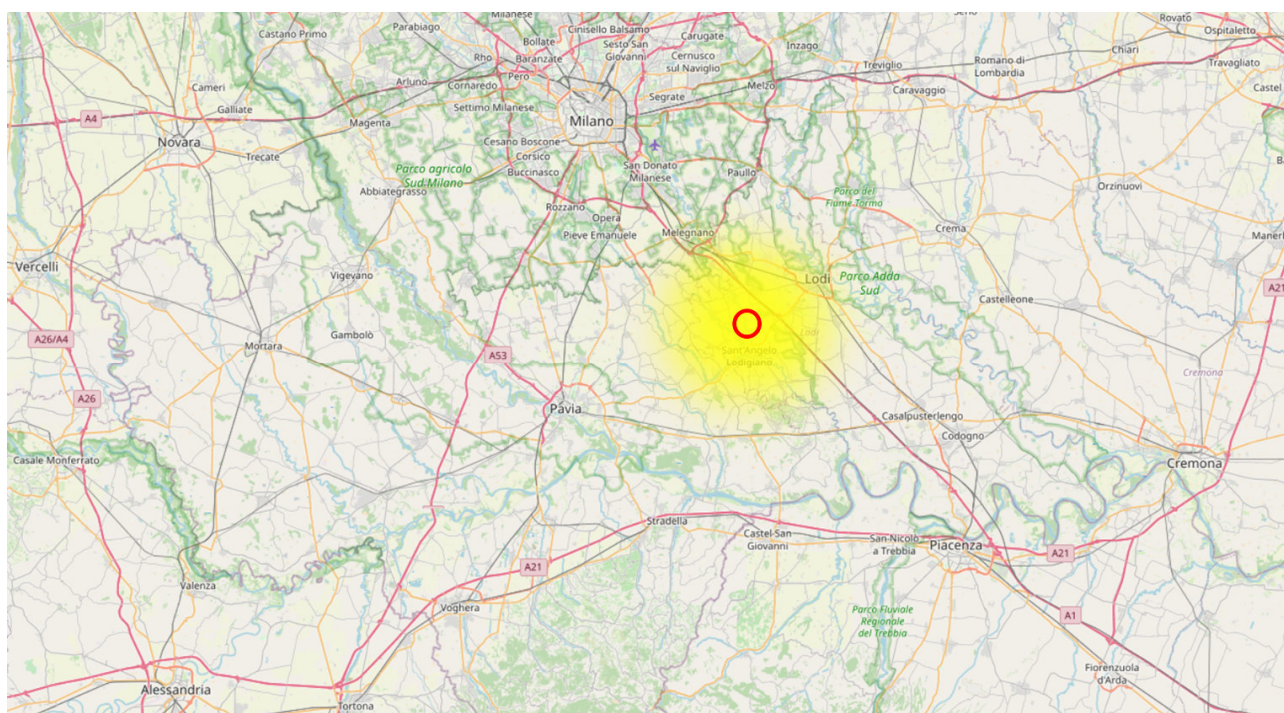 Milanese
Castano Primo
Parabiago
Cinisello Balsamo
Carugate
Rovato
Ospitaletto
Bollate
Sesto San
Giovanni
Inzago
Chiari
Rho
Baranzate
Cernusco
sul Naviglio
Treviglio
Romano di
Lombardia
Travagliato
Pero
Arluno
Cornaredo
Melzo
Caravaggio
Castel
Cameri
Galliate
Settimo Milanese
Segrate
A4
Magenta
Milano
Novara
Trecate
Cesano Boscone
Corsico
Buccinasco
San Donato
Milanese
Paullo
Parco agricolo
Sud Milano
Abbiategrasso
Parco del
Fiume Tormo
Orzinuovi
Rozzano
Opera
Pieve Emanuele
Melegnano
Crema
Manerb
Vercelli
Vigevano
Lodi
Parco Adda
Sud
A21
Castelleone
A26/A4
Gambolò
Mortara
Lodi
Sant'Angelo
Lodigiano
A53
Cremona
A26
Pavia
Casalpusterlengo
Codogno
Casale Monferrato
Cremona
Stradella
Castel San
Giovanni
San Nicolo
a Trebbia
Piacenza
A21
A21
Valenza
Voghera
Parco Fluviale
Regionale
del Trebbia
A1
Fiorenzuola
d'Arda
Alessandria
Tortona